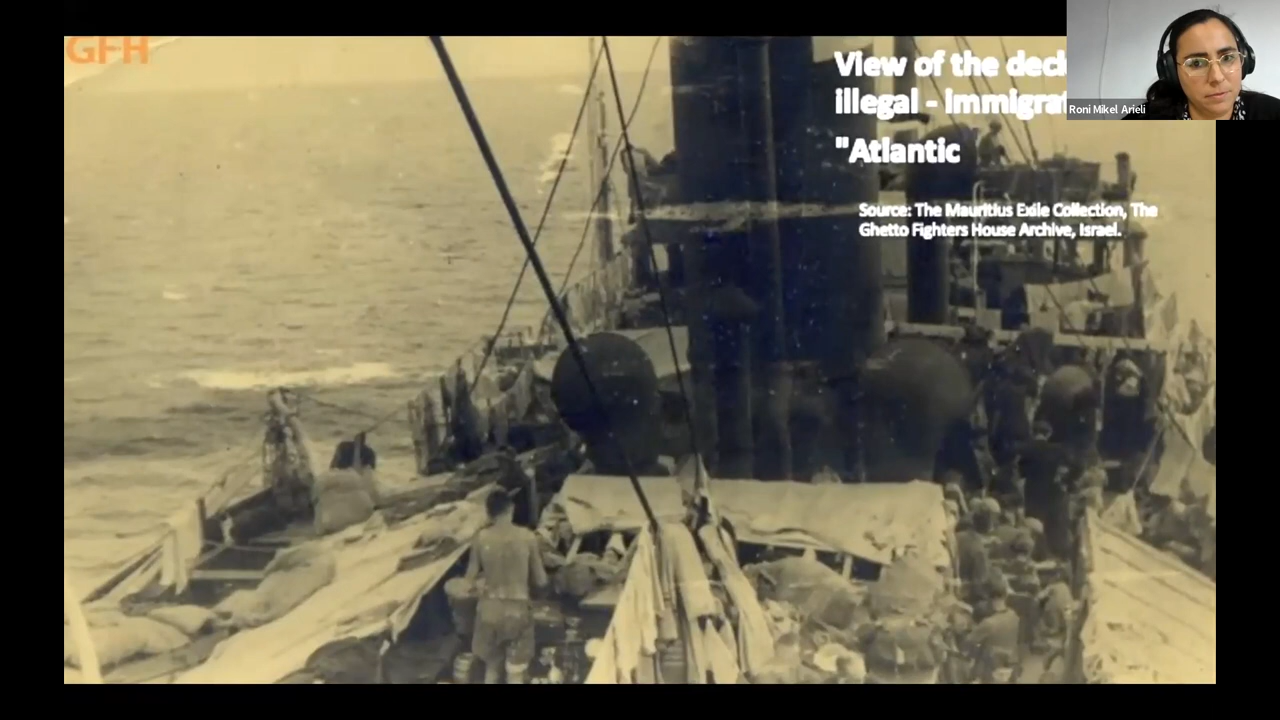 GFH
View of the deck
illegal - immigrat
"Atlantic
Source: The Mauritius Exile Collection, The
Ghetto Fighters House Archive, Israel.
Roni Mikel Arieli